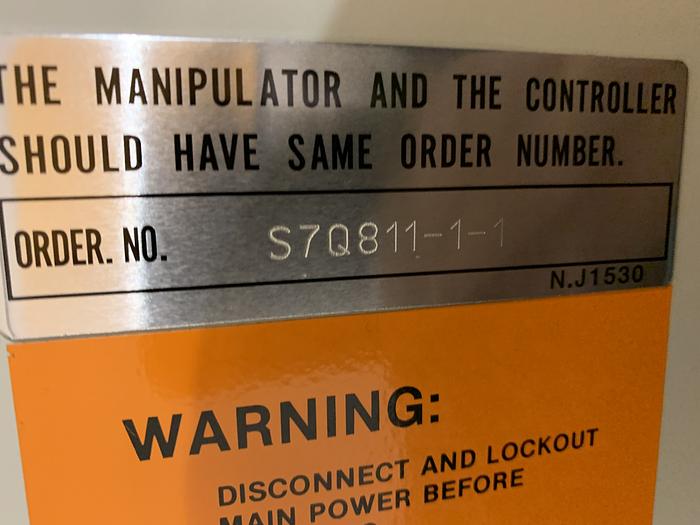 THE MANIPULATOR AND THE CONTROLLER
SHOULD HAVE SAME ORDER NUMBER.
ORDER. NO. S7Q811-1-1
N.J1530
WARNING:
DISCONNECT AND LOCKOUT
MAIN POWER BEFORE